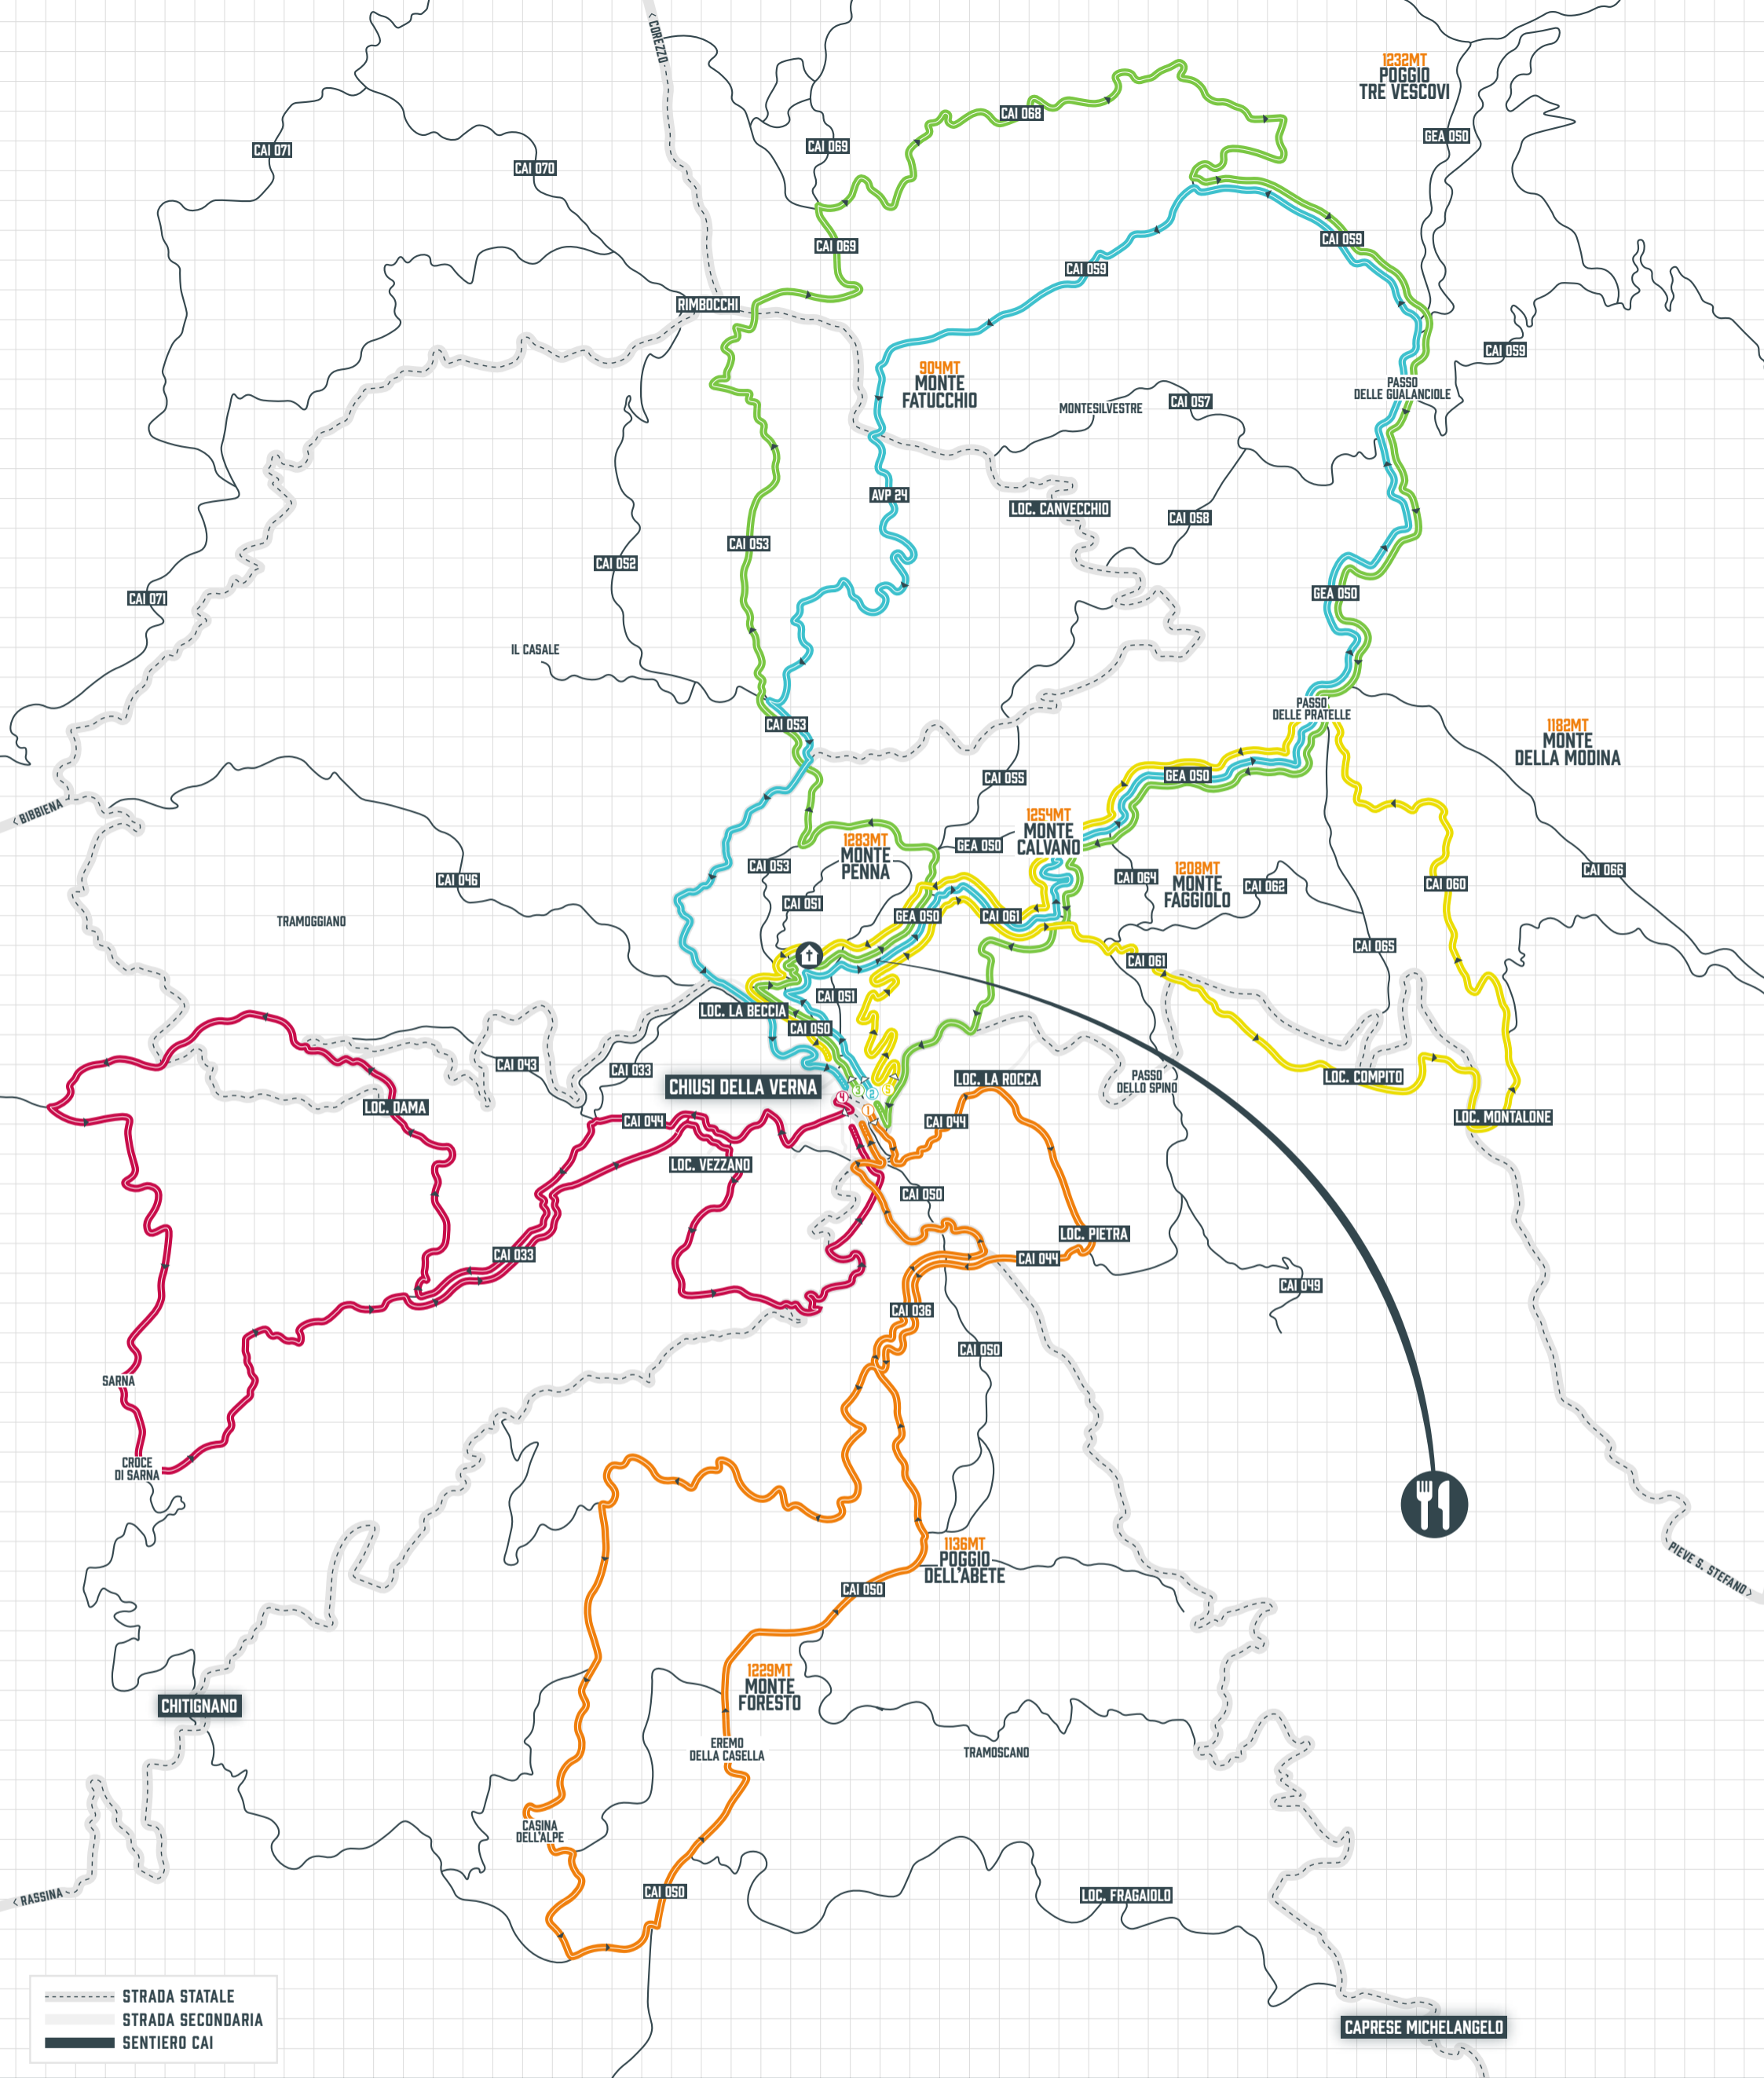 < COREZZO
1232MT
POGGIO
TRE VESCOVI
CAI 068
GEA 050
CAI 071
CAI 069
CAI 070
CAI 069
CAI 059
CAI 059
RIMBOCCHI
CAI 059
904MT
MONTE
FATUCCHIO
PASSO
DELLE GUALANCIOLE
MONTESILVESTRE
CAI 057
AVP 24
LOC. CANVECCHIO
CAI 058
CAI 053
CAI 052
CAI 071
GEA 050
IL CASALE
PASSO
DELLE PRATELLE
CAI 053
1182MT
MONTE
DELLA MODINA
GEA 050
CAI 055
< BIBBIENA
1254MT
MONTE
CALVANO
1283MT
MONTE
PENNA
GEA 050
CAI 053
CAI 064
1208MT
MONTE
FAGGIOLO
CAI 062
CAI 060
CAI 066
CAI 046
CAI 051
GEA 050
CAI 061
TRAMOGGIANO
CAI 065
CAI 061
CAI 051
LOC. LA BECCIA
CAI 050
CAI 043
CAI 033
CHIUSI DELLA VERNA
LOC. LA ROCCA
PASSO
DELLO SPINO
LOC. COMPITO
4
3
2
5
1
LOC. DAMA
CAI 044
CAI 044
LOC. MONTALONE
LOC. VEZZANO
CAI 050
LOC. PIETRA
CAI 033
CAI 044
CAI 049
CAI 036
CAI 050
SARNA
CROCE
DI SARNA
1136MT
POGGIO
DELL'ABETE
PIEVE S. STEFANO >
CAI 050
1229MT
MONTE
FORESTO
CHITIGNANO
EREMO
DELLA CASELLA
TRAMOSCANO
CASINA
DELL'ALPE
CAI 050
LOC. FRAGAIOLO
< RASSINA
STRADA STATALE
STRADA SECONDARIA
SENTIERO CAI
CAPRESE MICHELANGELO